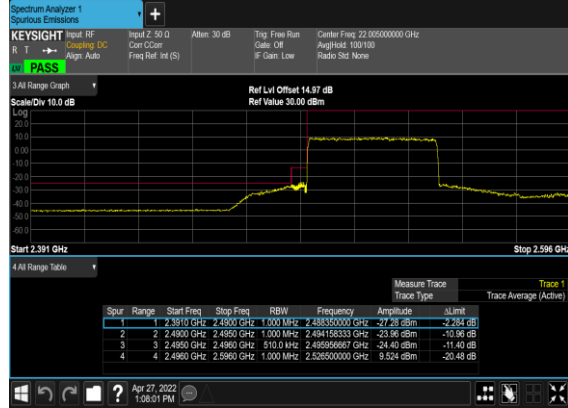 Spectrum Analyzer 1
Spurious Emissions
+
KEYSIGHT Input: RF Input Z: 50 Ω Atten: 30 dB Trig: Free Run Center Freq: 22.005000000 GHz
R T Coupling: DC Corr CCorr Gate: Off Avg|Hold: 100/100
Align: Auto Freq Ref: Int (S) IF Gain: Low Radio Std: None
PASS
3 All Range Graph
Ref Lvl Offset 14.97 dB
Scale/Div 10.0 dB Ref Value 30.00 dBm
Log
20.0
10.0
0.00
-10.0
-20.0
-30.0
-40.0
-50.0
-60.0
Start 2.391 GHz Stop 2.596 GHz
4 All Range Table
Measure Trace Trace 1
Trace Type Trace Average (Active)
Spur Range Start Freq Stop Freq RBW Frequency Amplitude ΔLimit
1 1 2.3910 GHz 2.4900 GHz 1.000 MHz 2.488350000 GHz -27.28 dBm -2.284 dB
2 2 2.4900 GHz 2.4950 GHz 1.000 MHz 2.494158333 GHz -23.96 dBm -10.96 dB
3 3 2.4950 GHz 2.4960 GHz 510.0 kHz 2.495956667 GHz -24.40 dBm -11.40 dB
4 4 2.4960 GHz 2.5960 GHz 1.000 MHz 2.526500000 GHz 9.524 dBm -20.48 dB
?
Apr 27, 2022
1:08:01 PM